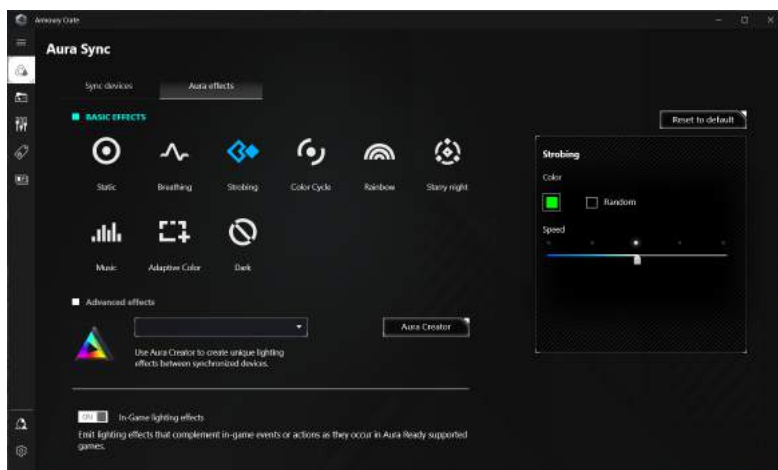 Armoury Crate
Aura Sync
Sync devices
Aura effects
BASIC EFFECTS
Reset to default
Static
Breathing
Strobing
Color Cycle
Rainbow
Starry night
Music
Adaptive Color
Dark
Strobing
Color
Random
Speed
Advanced effects
Aura Creator
Use Aura Creator to create unique lighting
effects between synchronized devices.
ON
In-Game lighting effects
Emit lighting effects that complement in-game events or actions as they occur in Aura Ready supported
games.